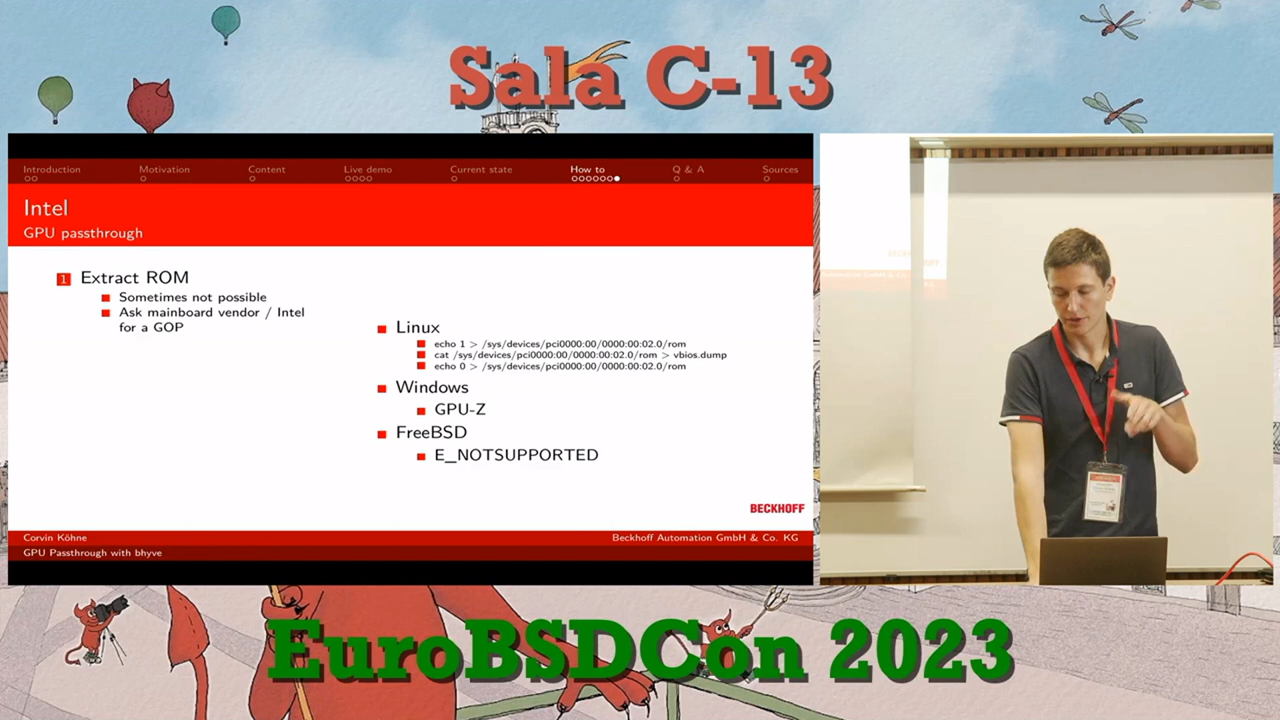 Sala C-13
Introduction
Motivation
Content
Live demo
Current state
How to
Q & A
Sources
Intel
GPU passthrough
1 Extract ROM
Sometimes not possible
Ask mainboard vendor / Intel
for a GOP
Linux
echo 1 > /sys/devices/pci0000:00/0000:00:02.0/rom
cat /sys/devices/pci0000:00/0000:00:02.0/rom > vbios.dump
echo 0 > /sys/devices/pci0000:00/0000:00:02.0/rom
Windows
GPU-Z
FreeBSD
E_NOTSUPPORTED
BECKHOFF
Corvin Köhne
Beckhoff Automation GmbH & Co. KG
GPU Passthrough with bhyve
EuroBSDCon 2023